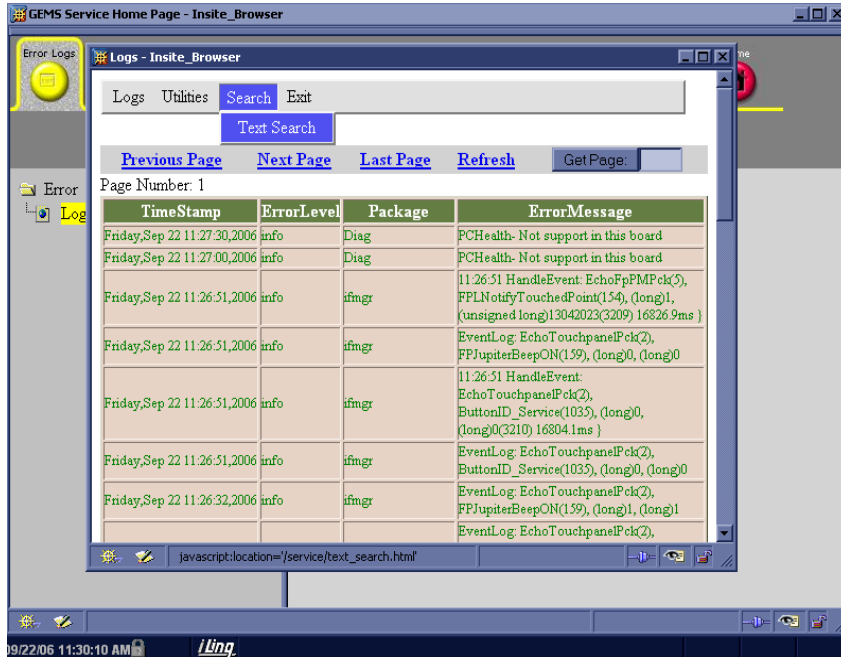 GEMS Service Home Page - Insite_Browser
Error Logs
Logs - Insite_Browser
Logs Utilities Search Exit
Text Search
Previous Page Next Page Last Page Refresh Get Page:
Error
Log
Page Number: 1
TimeStamp ErrorLevel Package ErrorMessage
Friday,Sep 22 11:27:30,2006 info Diag PCHealth- Not support in this board
Friday,Sep 22 11:27:00,2006 info Diag PCHealth- Not support in this board
Friday,Sep 22 11:26:51,2006 info ifmgr 11:26:51 HandleEvent: EchoFpPMPck(5),
FPLNotifyTouchedPoint(154), (long)1,
(unsigned long)13042023(3209) 16826.9ms }
Friday,Sep 22 11:26:51,2006 info ifmgr EventLog: EchoTouchpanelPck(2),
FPJupiterBeepON(159), (long)0, (long)0
Friday,Sep 22 11:26:51,2006 info ifmgr 11:26:51 HandleEvent:
EchoTouchpanelPck(2),
ButtonID_Service(1035), (long)0,
(long)0(3210) 16804.1ms }
Friday,Sep 22 11:26:51,2006 info ifmgr EventLog: EchoTouchpanelPck(2),
ButtonID_Service(1035), (long)0, (long)0
Friday,Sep 22 11:26:32,2006 info ifmgr EventLog: EchoTouchpanelPck(2),
FPJupiterBeepON(159), (long)1, (long)1
EventLog: EchoTouchpanelPck(2),
javascript:location='/service/text_search.html'
09/22/06 11:30:10 AM iLinq